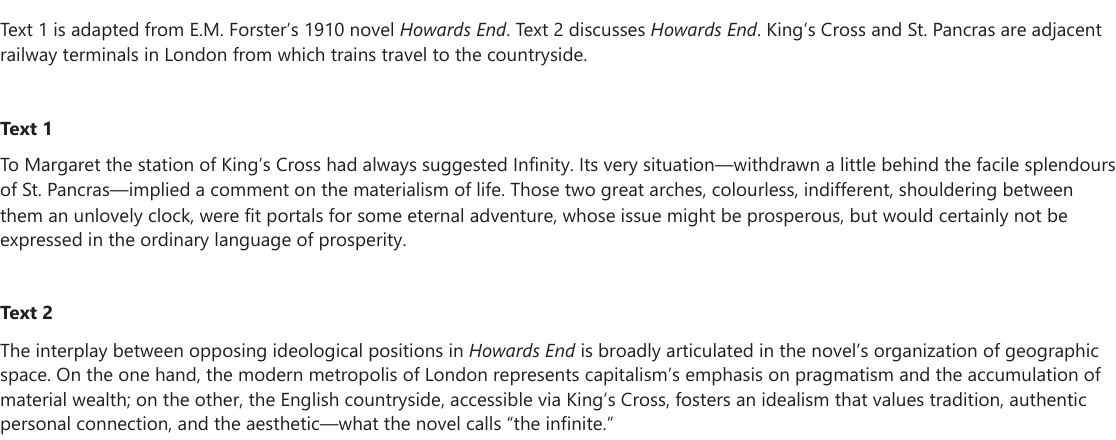 Text 1 is adapted from E.M. Forster’s 1910 novel Howards End. Text 2 discusses Howards End. King’s Cross and St. Pancras are adjacent
railway terminals in London from which trains travel to the countryside.
Text 1
To Margaret the station of King’s Cross had always suggested Infinity. Its very situation—withdrawn a little behind the facile splendours
of St. Pancras—implied a comment on the materialism of life. Those two great arches, colourless, indifferent, shouldering between
them an unlovely clock, were fit portals for some eternal adventure, whose issue might be prosperous, but would certainly not be
expressed in the ordinary language of prosperity.
Text 2
The interplay between opposing ideological positions in Howards End is broadly articulated in the novel’s organization of geographic
space. On the one hand, the modern metropolis of London represents capitalism’s emphasis on pragmatism and the accumulation of
material wealth; on the other, the English countryside, accessible via King’s Cross, fosters an idealism that values tradition, authentic
personal connection, and the aesthetic—what the novel calls “the infinite.”